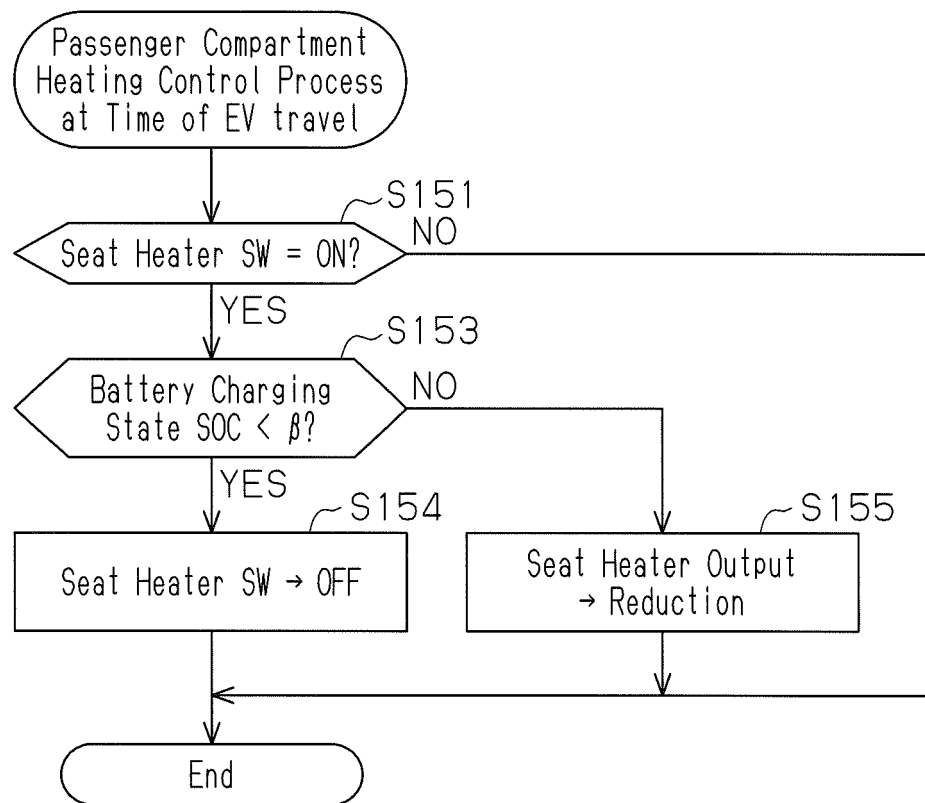 Passenger Compartment
Heating Control Process
at Time of EV travel
S151
Seat Heater SW = ON?
NO
YES
S153
Battery Charging
State SOC < β?
NO
YES
S154
Seat Heater SW → OFF
S155
Seat Heater Output
→ Reduction
End